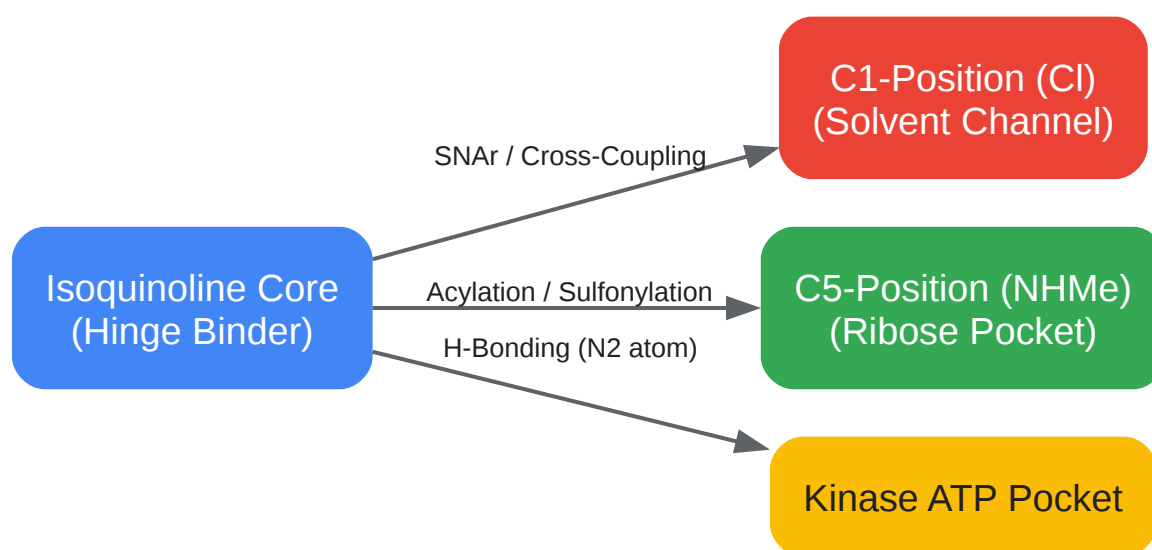 C1-Position (Cl)
(Solvent Channel)
SNAr / Cross-Coupling
Isoquinoline Core
(Hinge Binder)
Acylation / Sulfonylation
C5-Position (NHMe)
(Ribose Pocket)
H-Bonding (N2 atom)
Kinase ATP Pocket